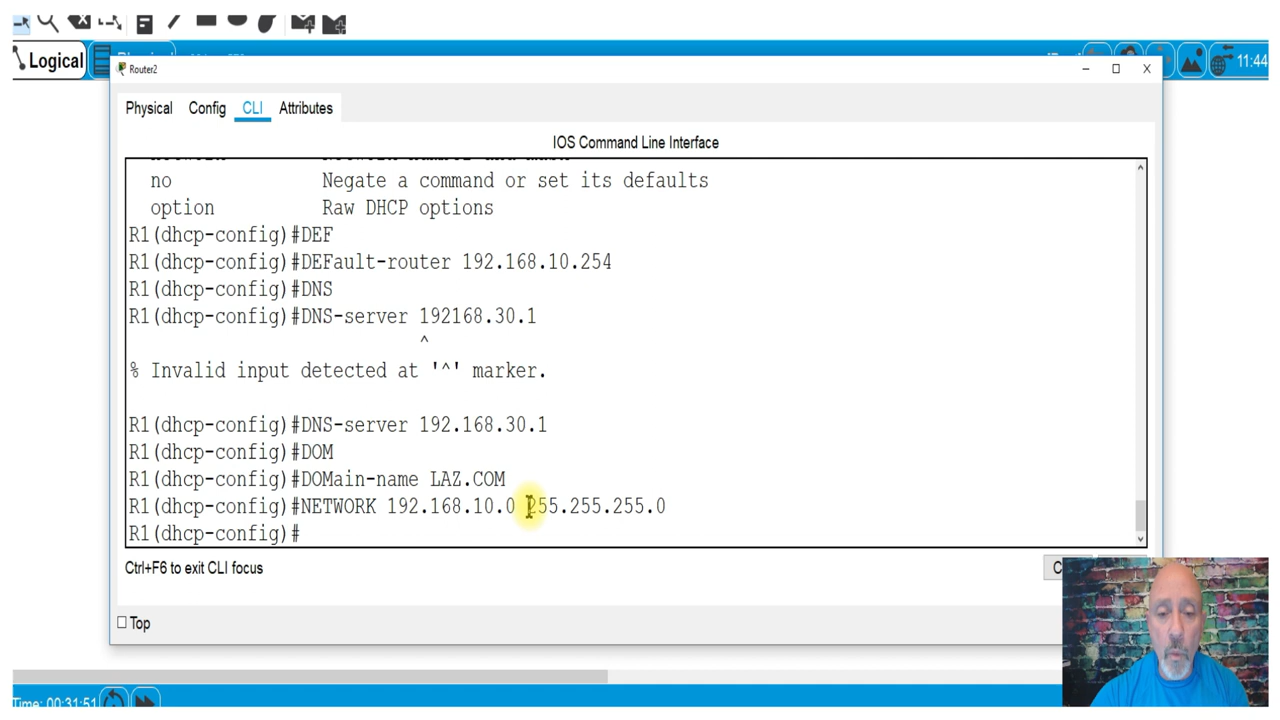 Logical
11:44
Router2
Physical Config CLI Attributes
IOS Command Line Interface
no Negate a command or set its defaults
option Raw DHCP options
R1(dhcp-config)#DEF
R1(dhcp-config)#DEFault-router 192.168.10.254
R1(dhcp-config)#DNS
R1(dhcp-config)#DNS-server 192168.30.1
^
% Invalid input detected at '^' marker.
R1(dhcp-config)#DNS-server 192.168.30.1
R1(dhcp-config)#DOM
R1(dhcp-config)#DOMain-name LAZ.COM
R1(dhcp-config)#NETWORK 192.168.10.0 255.255.255.0
R1(dhcp-config)#
Ctrl+F6 to exit CLI focus
Top
Time: 00:31:51